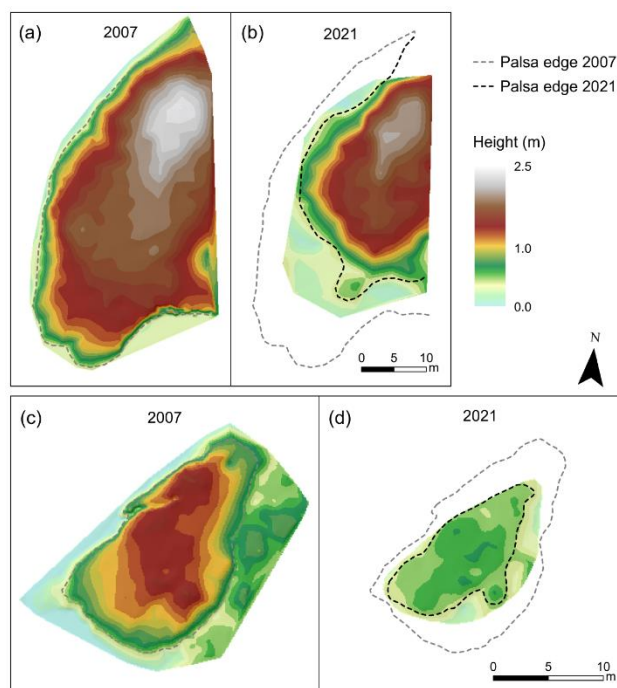 (a) 2007
(b) 2021
Palsa edge 2007
Palsa edge 2021
Height (m)
2.5
1.0
0.0
N
0 5 10
m
(c) 2007
(d) 2021
0 5 10
m